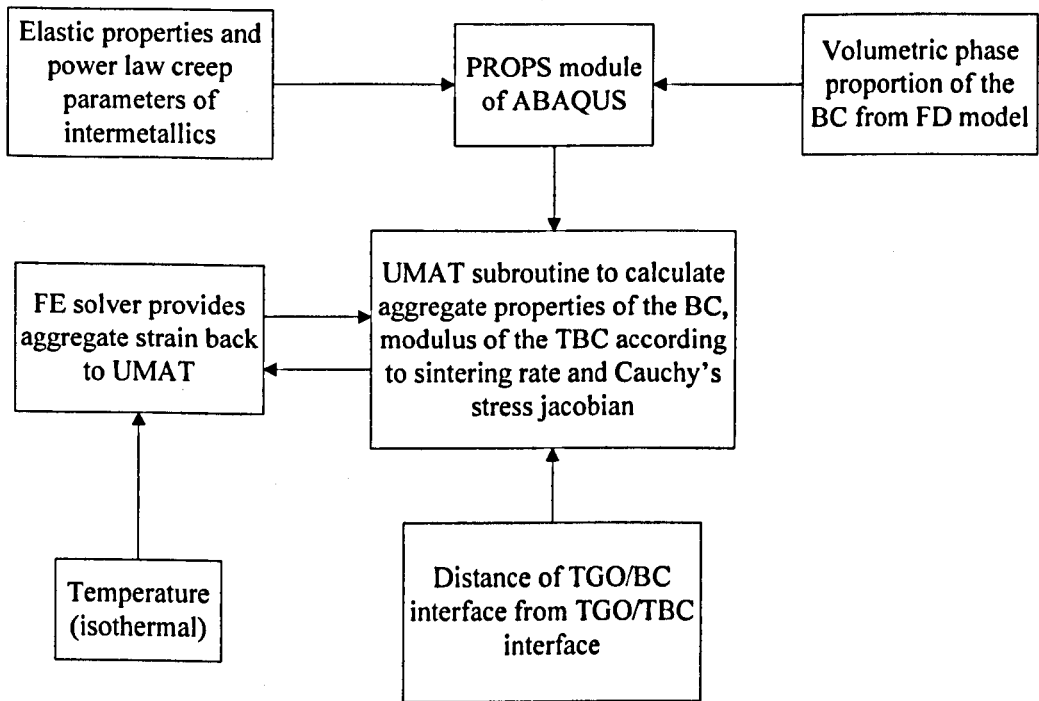 Elastic properties and
power law creep
parameters of
intermetallics
PROPS module
of ABAQUS
Volumetric phase
proportion of the
BC from FD model
FE solver provides
aggregate strain back
to UMAT
UMAT subroutine to calculate
aggregate properties of the BC,
modulus of the TBC according
to sintering rate and Cauchy's
stress jacobian
Temperature
(isothermal)
Distance of TGO/BC
interface from TGO/TBC
interface